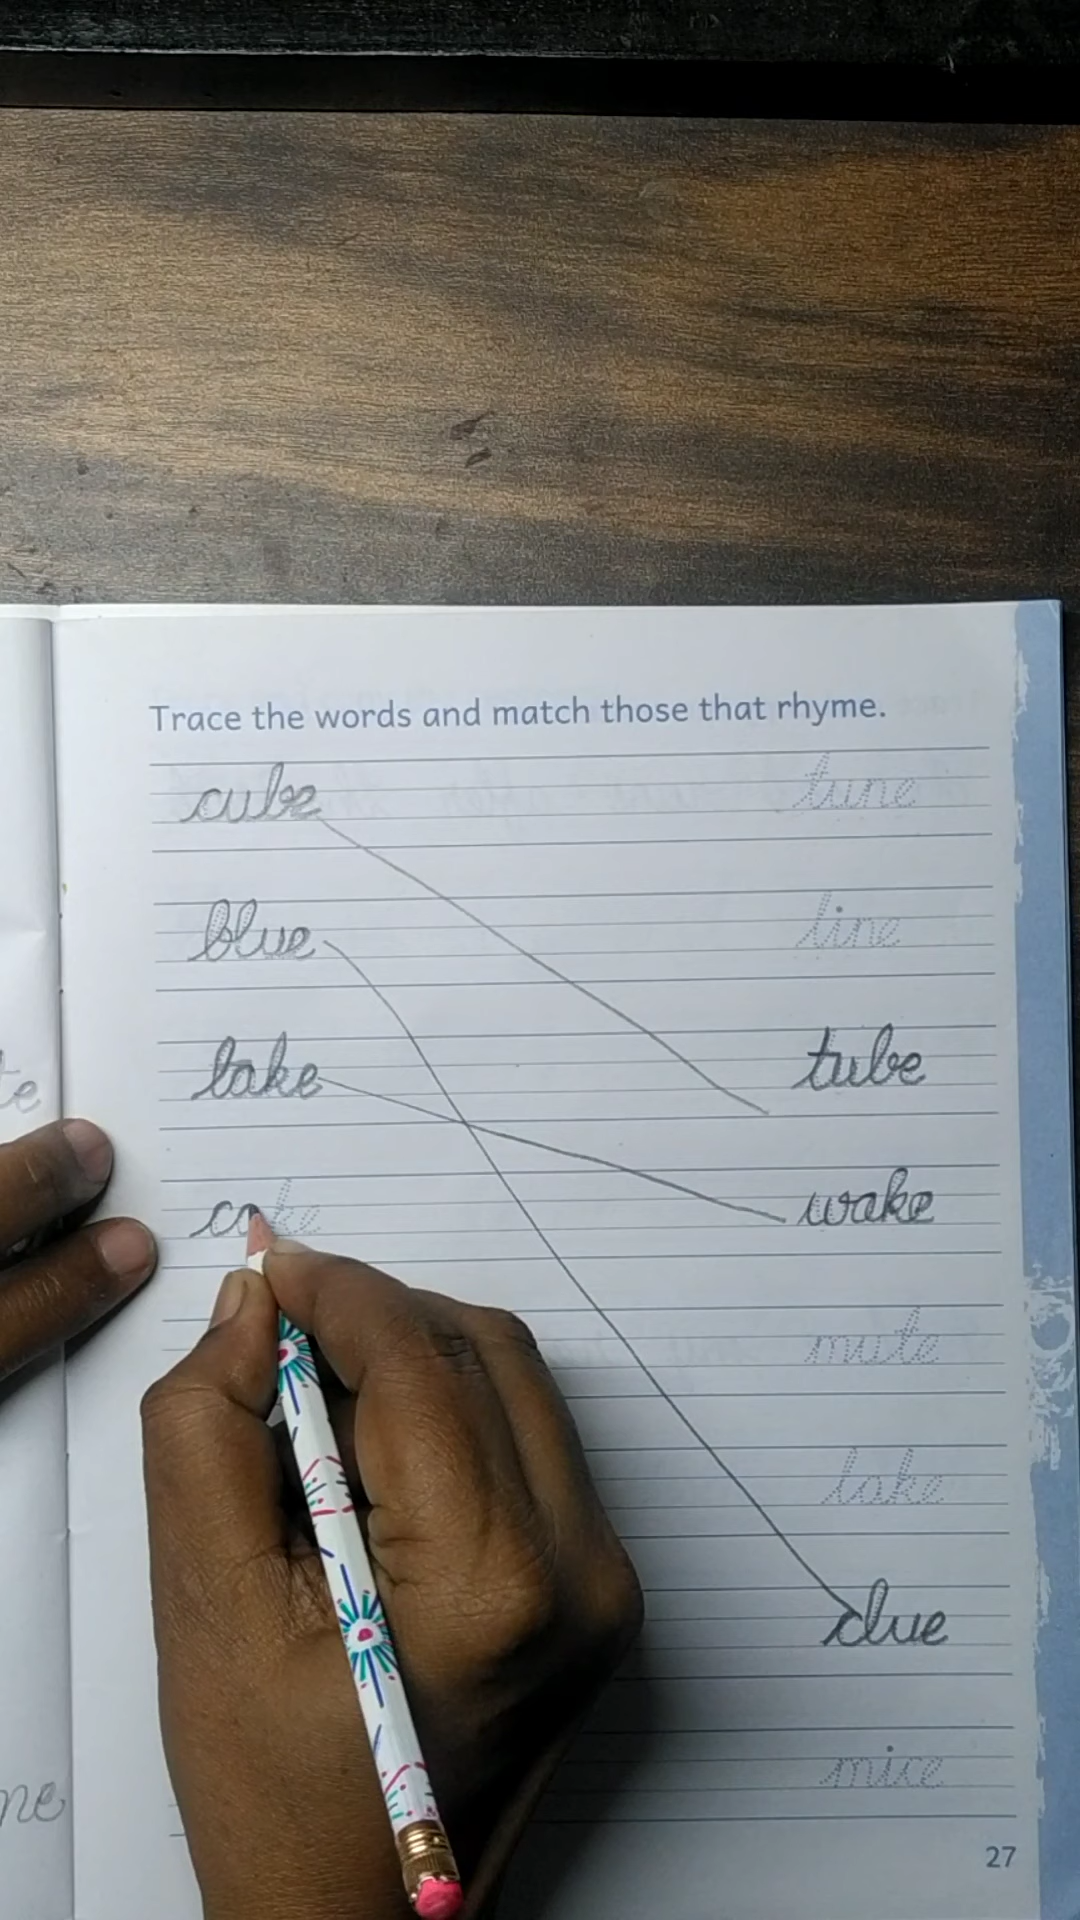 Trace the words and match those that rhyme.
cube tune
blue line
lake tube
cake wake
mute
lake
clue
mice
27